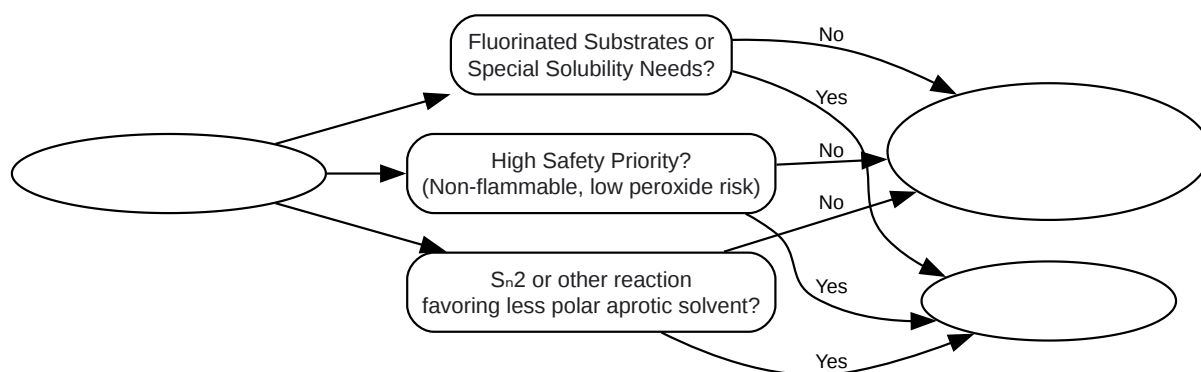 Fluorinated Substrates or
Special Solubility Needs?
No
Yes
High Safety Priority?
(Non-flammable, low peroxide risk)
No
No
Sₙ2 or other reaction
favoring less polar aprotic solvent?
Yes
Yes